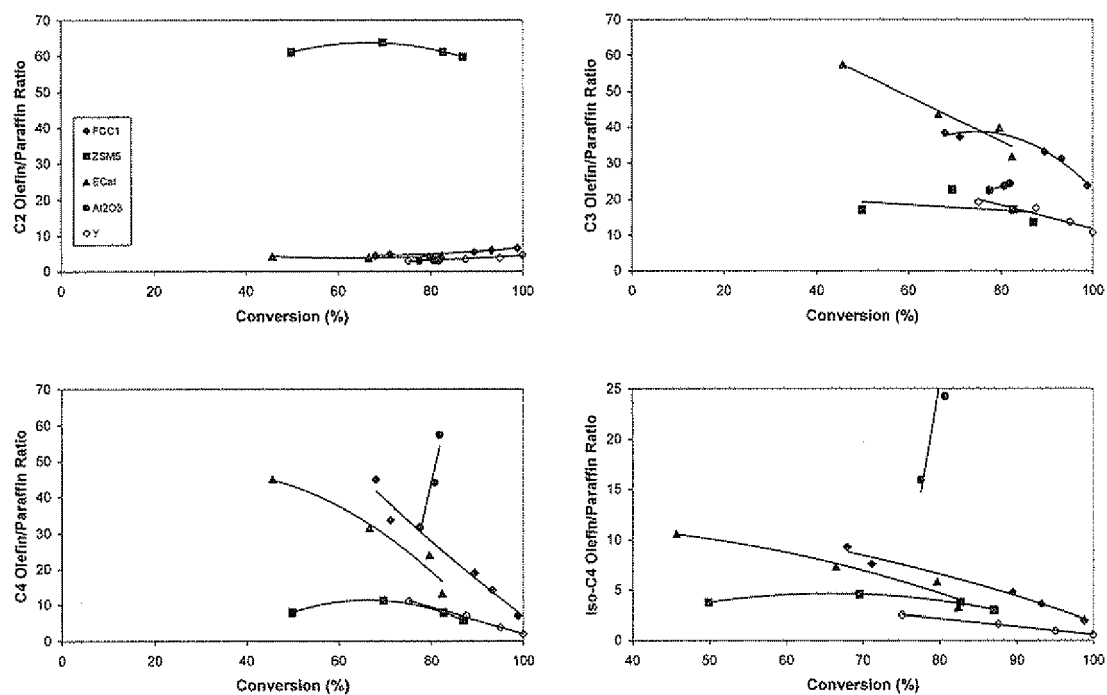 C2 Olefin/Paraffin Ratio
70
60
50
40
30
20
10
0
FCC1
ZSM5
ECat
Al2O3
Y
0 20 40 60 80 100
Conversion (%)
C3 Olefin/Paraffin Ratio
70
60
50
40
30
20
10
0
0 20 40 60 80 100
Conversion (%)
C4 Olefin/Paraffin Ratio
70
60
50
40
30
20
10
0
0 20 40 60 80 100
Conversion (%)
Iso-C4 Olefin/Paraffin Ratio
25
20
15
10
5
0
40 50 60 70 80 90 100
Conversion (%)